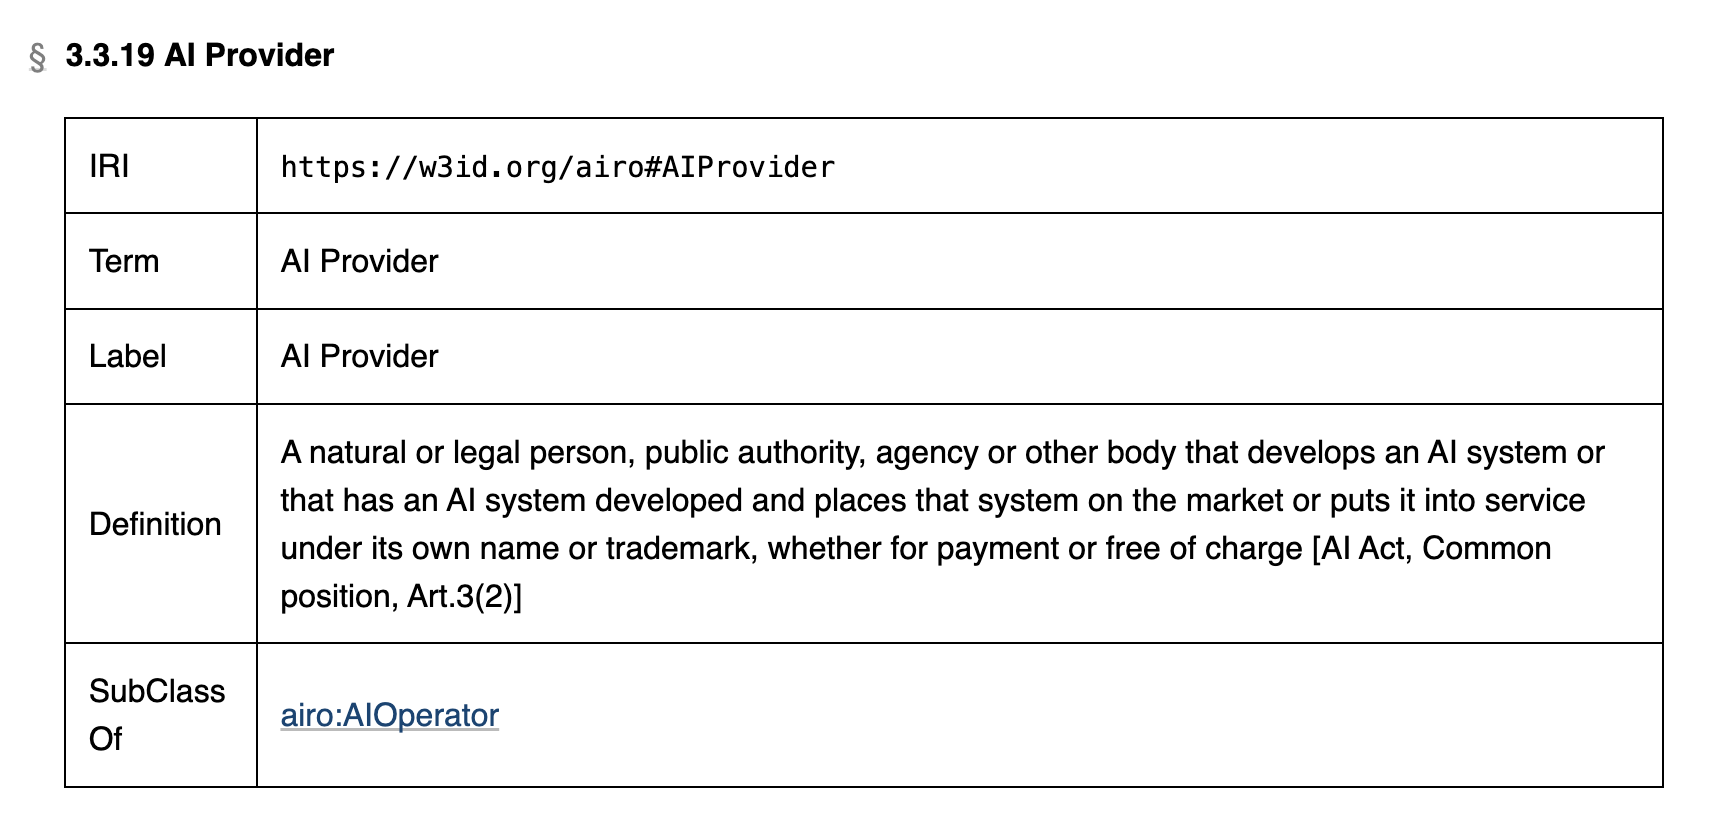 § 3.3.19 AI Provider
IRI https://w3id.org/airo#AIProvider
Term AI Provider
Label AI Provider
Definition A natural or legal person, public authority, agency or other body that develops an AI system or
that has an AI system developed and places that system on the market or puts it into service
under its own name or trademark, whether for payment or free of charge [AI Act, Common
position, Art.3(2)]
SubClass
Of
airo:AIOperator